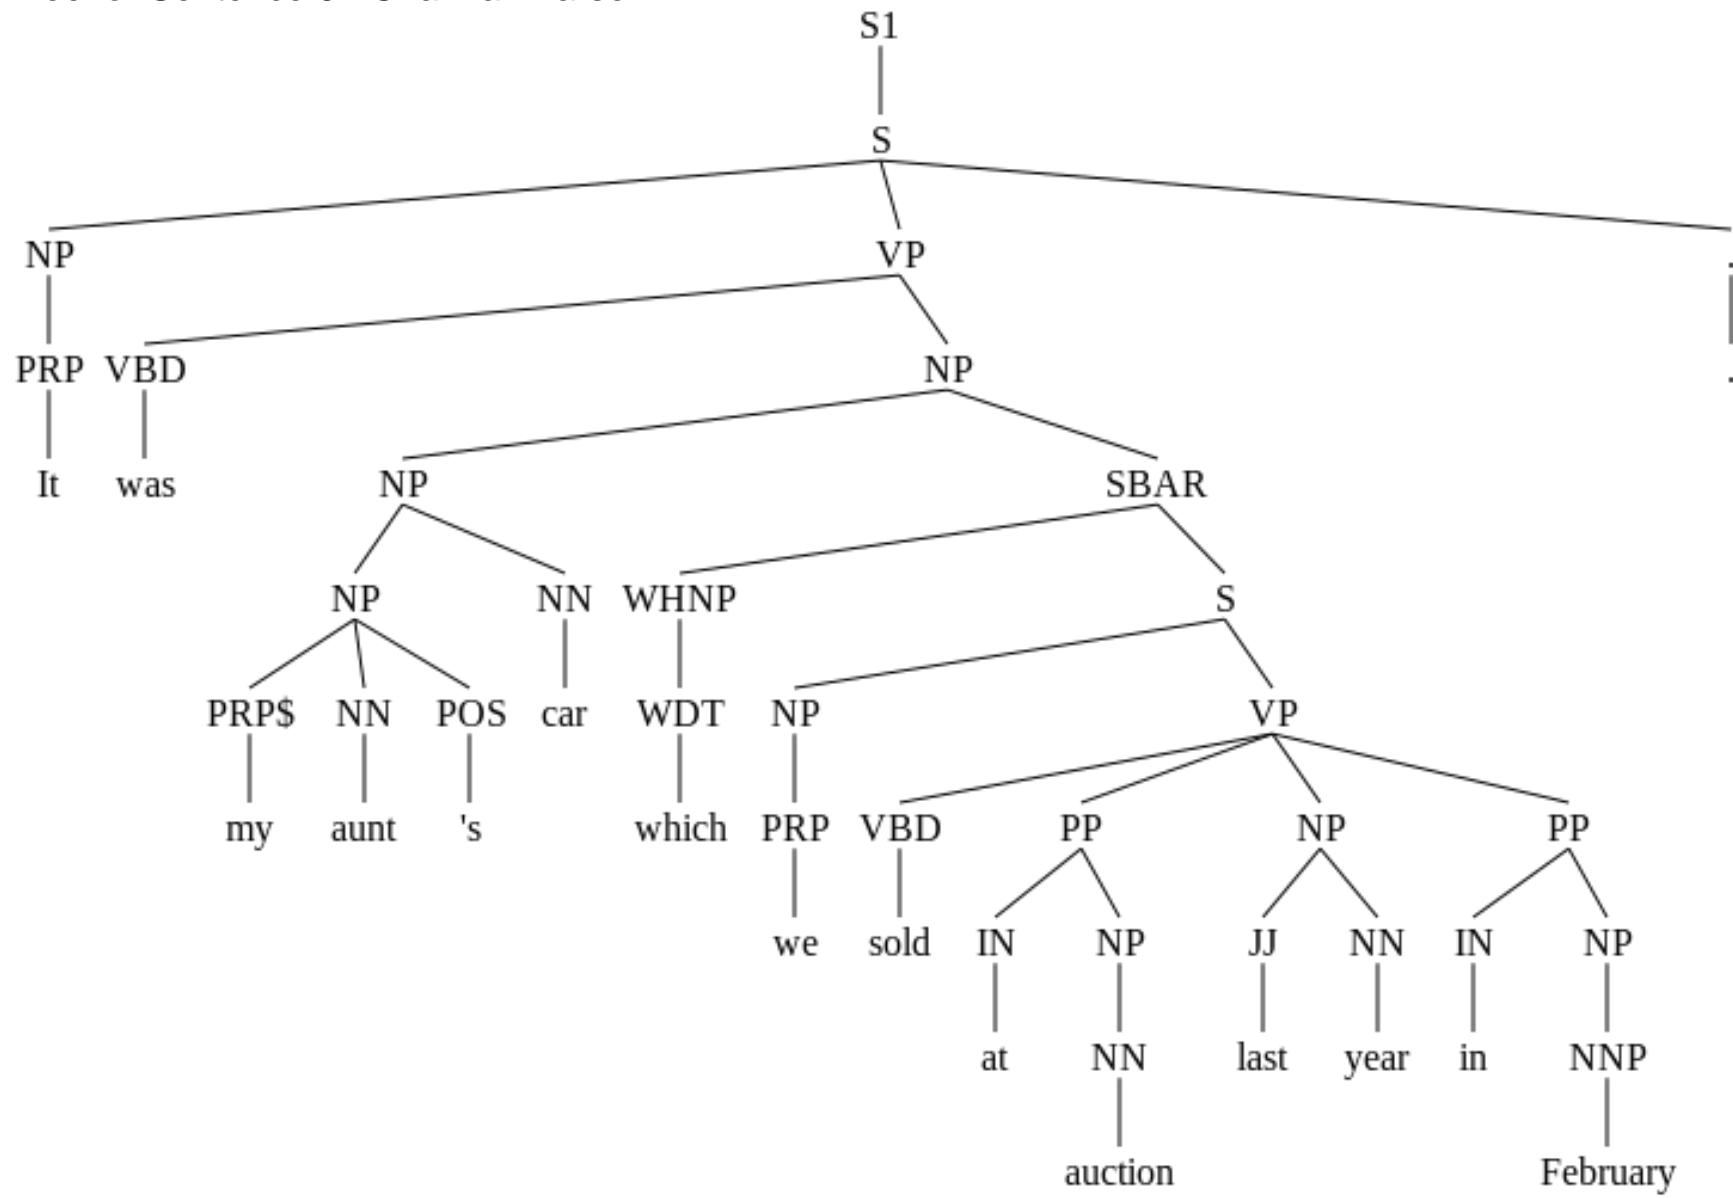 S1
S
NP VP .
PRP VBD NP .
It was NP SBAR
NP NN WHNP S
PRP$ NN POS car WDT NP VP
my aunt 's which PRP VBD PP NP PP
we sold IN NP JJ NN IN NP
at NN last year in NNP
auction February